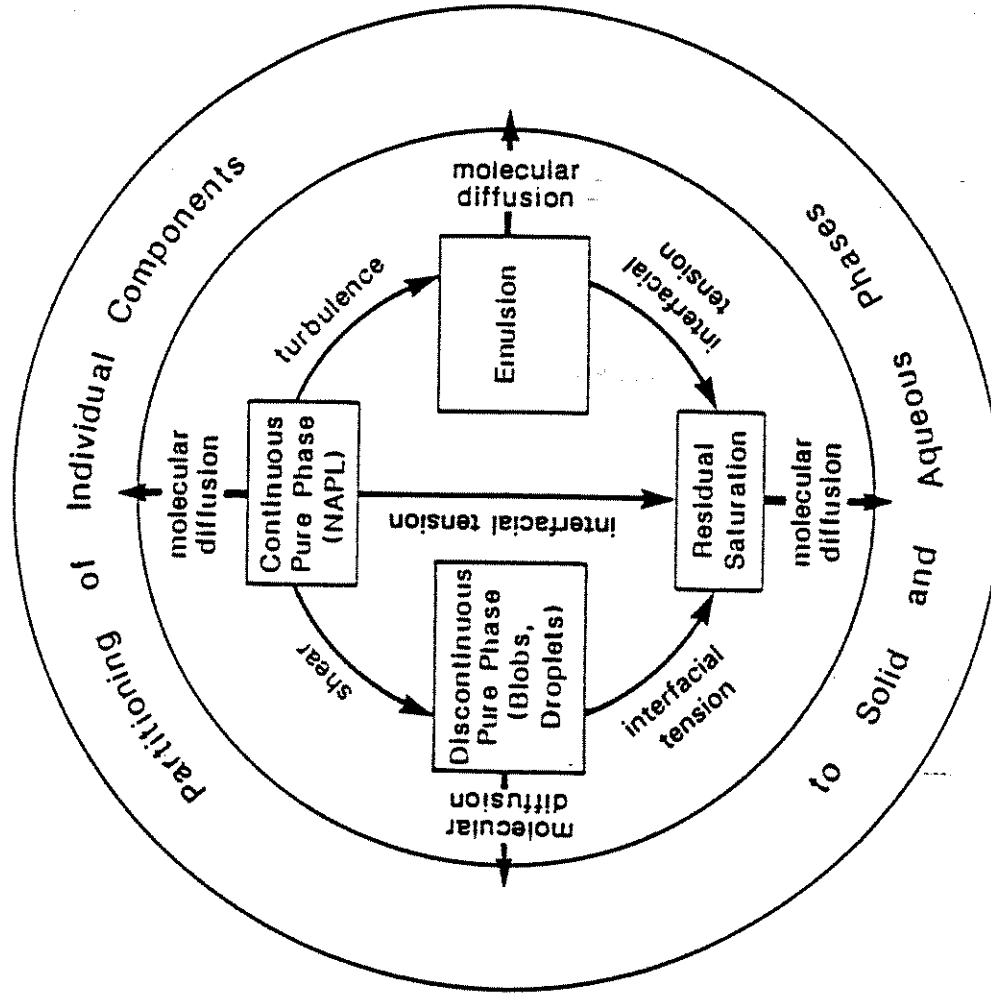 Partitioning of Individual Components
to Solid and Aqueous Phases
molecular
diffusion
Continuous
Pure Phase
(NAPL)
shear
turbulence
interfacial tension
Discontinuous
Pure Phase
(Blobs,
Droplets)
molecular
diffusion
Emulsion
molecular
diffusion
interfacial
tension
interfacial
tension
Residual
Saturation
molecular
diffusion